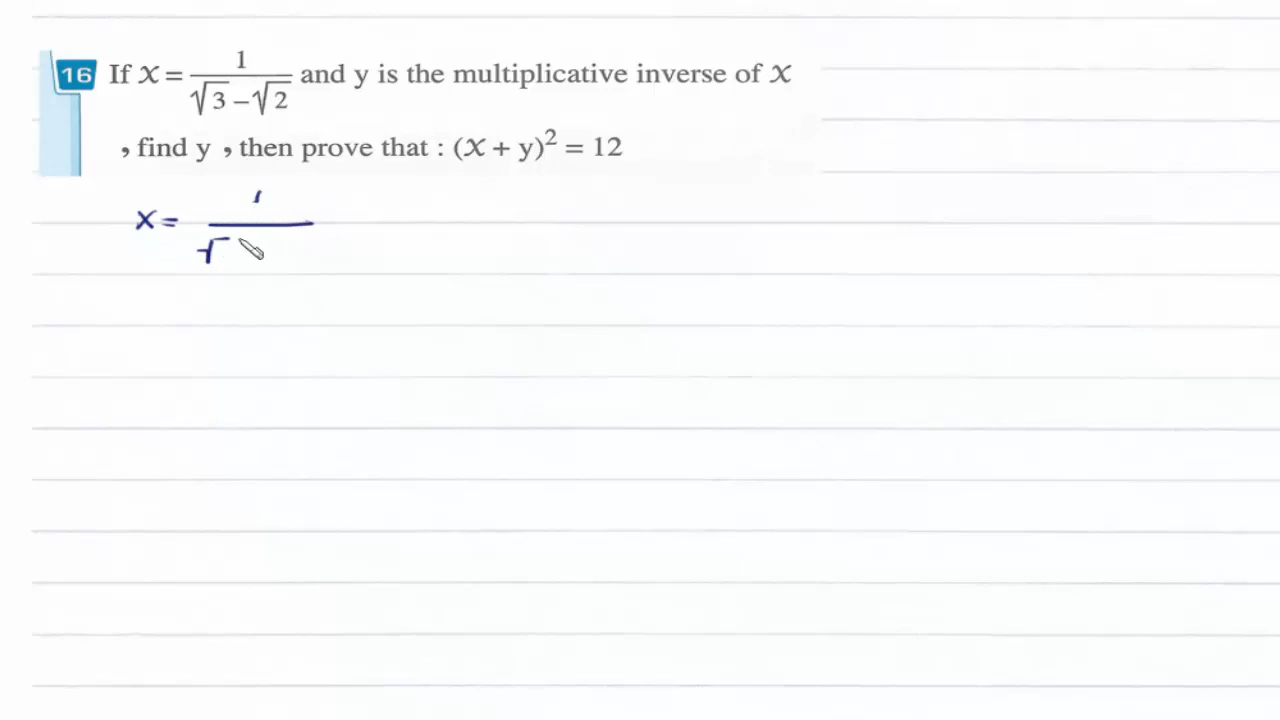 16 If x = 1/(√3 − √2) and y is the multiplicative inverse of x
, find y , then prove that : (x + y)² = 12
x = 1/√